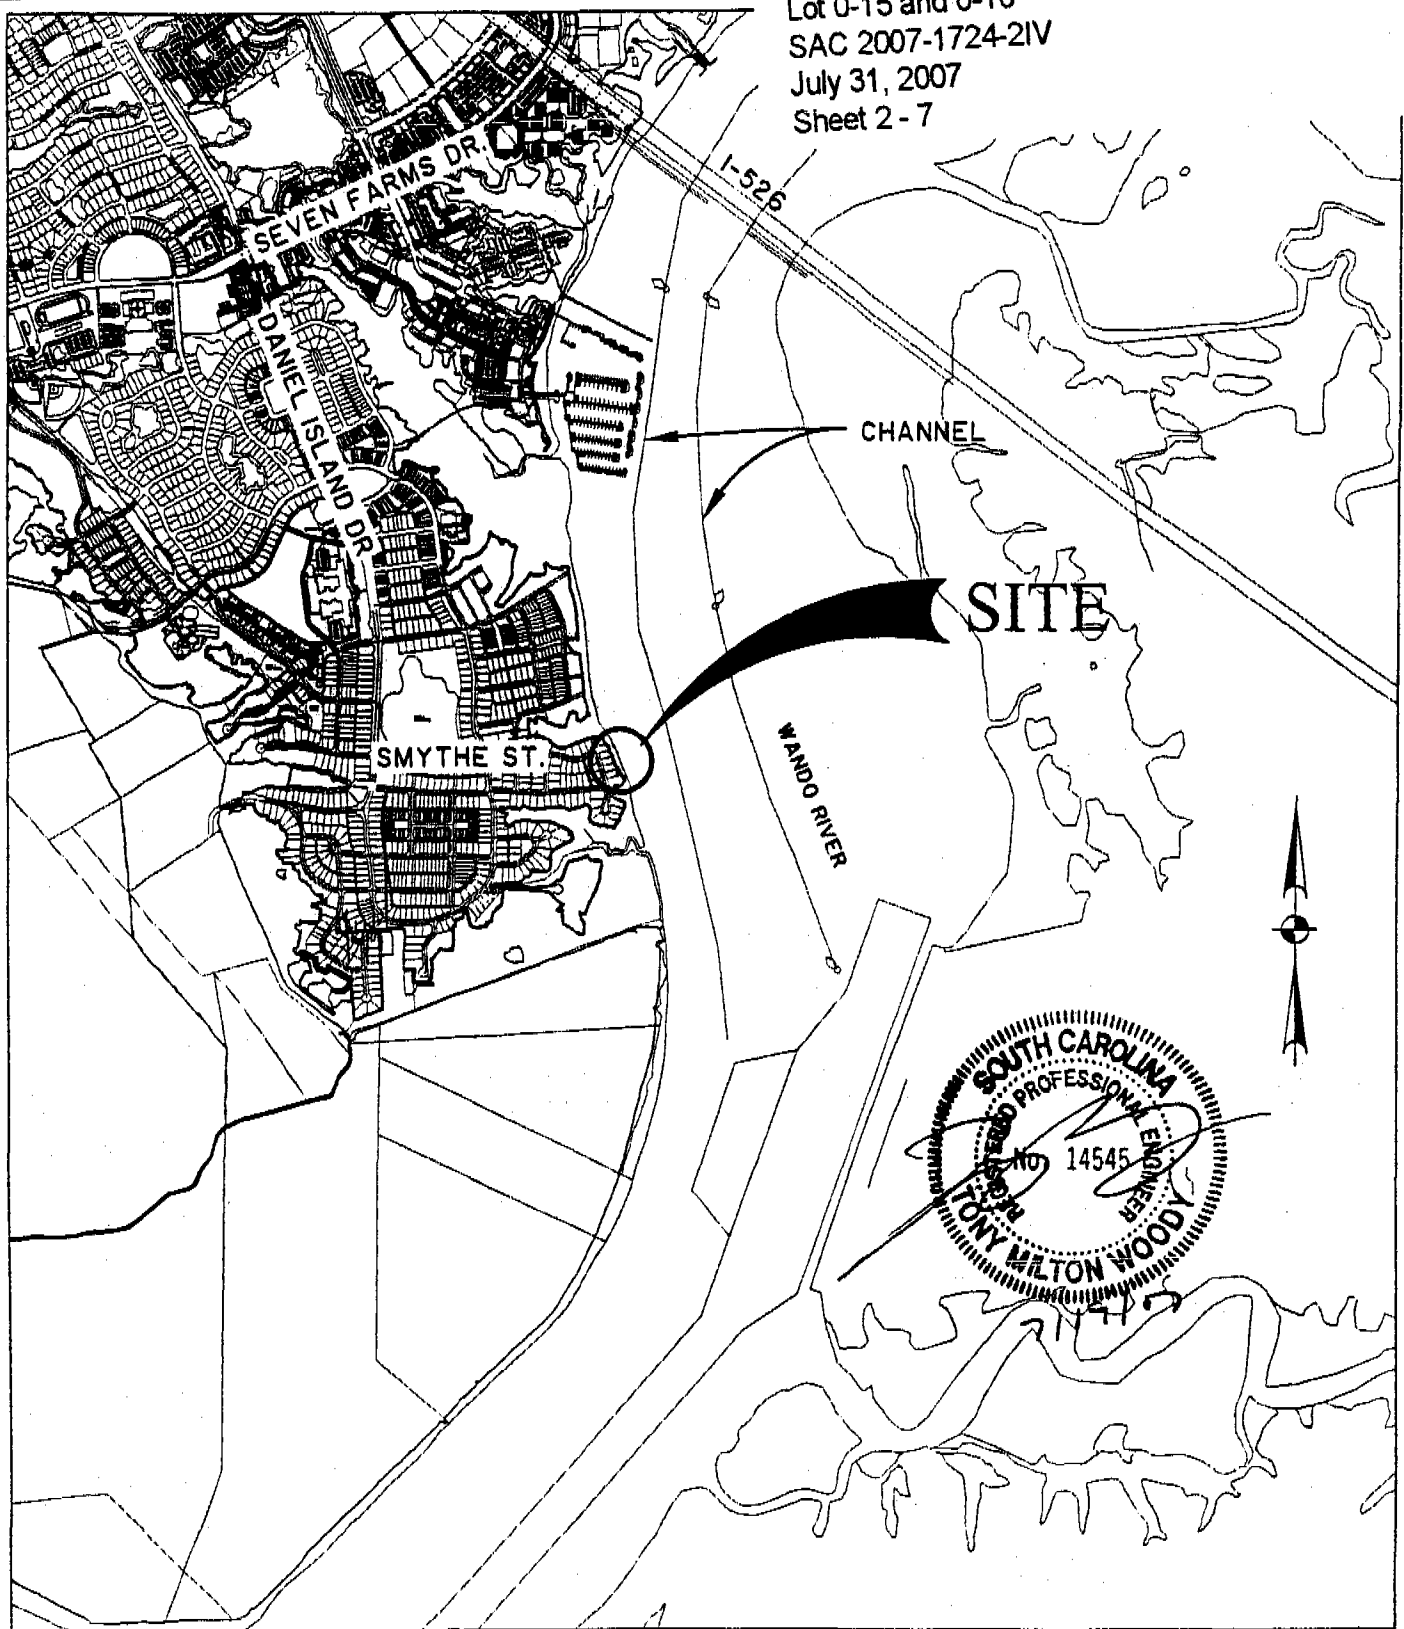 Lot 0-15 and 0-16
SAC 2007-1724-2IV
July 31, 2007
Sheet 2 - 7
I-526
SEVEN FARMS DR.
DANIEL ISLAND DR
CHANNEL
SITE
SMYTHE ST.
WANDO RIVER
SOUTH CAROLINA
REGISTERED PROFESSIONAL ENGINEER
No. 14545
TONY MILTON WOODY